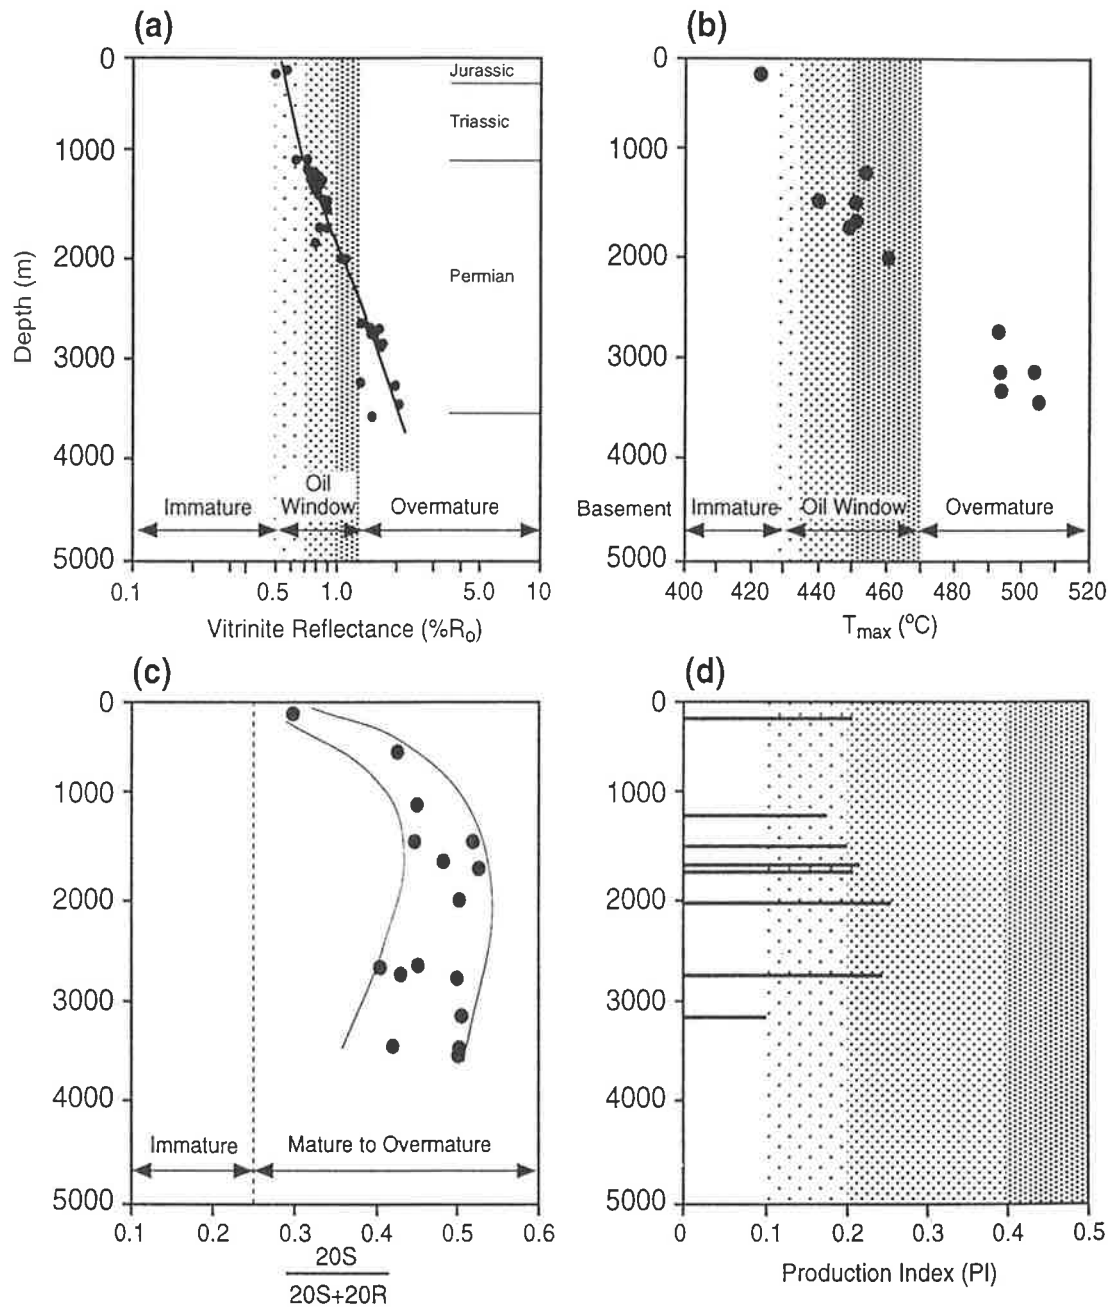 (a)
0
1000
2000
3000
4000
5000
Depth (m)
Jurassic
Triassic
Permian
Immature
Oil
Window
Overmature
0.1
0.5
1.0
5.0
10
Vitrinite Reflectance (%Ro)
(b)
0
1000
2000
3000
4000
Basement
5000
Immature
Oil Window
Overmature
400
420
440
460
480
500
520
Tmax (oC)
(c)
0
1000
2000
3000
4000
5000
Immature
Mature to Overmature
0.1
0.2
0.3
0.4
0.5
0.6
20S
20S+20R
(d)
0
1000
2000
3000
4000
5000
0
0.1
0.2
0.3
0.4
0.5
Production Index (PI)